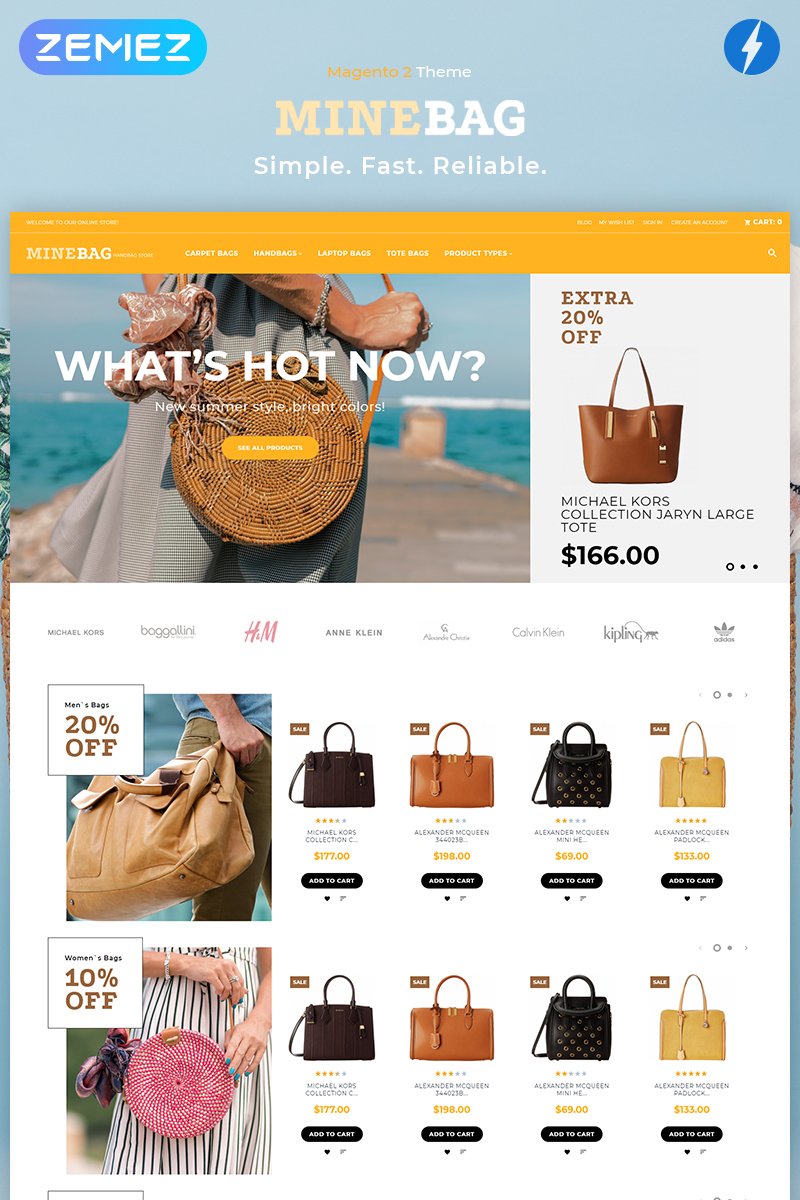 ZEMEZ
Magento 2 Theme
MINEBAG
Simple. Fast. Reliable.
WELCOME TO OUR ONLINE STORE!
BLOG MY WISH LIST SIGN IN CREATE AN ACCOUNT CART: 0
MINEBAG HANDBAG STORE
CARPET BAGS HANDBAGS LAPTOP BAGS TOTE BAGS PRODUCT TYPES
WHAT'S HOT NOW?
New summer style, bright colors!
SEE ALL PRODUCTS
EXTRA
20%
OFF
MICHAEL KORS
COLLECTION JARYN LARGE
TOTE
$166.00
MICHAEL KORS baggallini H&M ANNE KLEIN Alexandre Christie Calvin Klein kipling adidas
Men`s Bags
20%
OFF
SALE SALE SALE SALE
MICHAEL KORS ALEXANDER MCQUEEN ALEXANDER MCQUEEN ALEXANDER MCQUEEN
COLLECTION C... 344023B... MINI HE... PADLOCK...
$177.00 $198.00 $69.00 $133.00
ADD TO CART ADD TO CART ADD TO CART ADD TO CART
Women`s Bags
10%
OFF
SALE SALE SALE SALE
MICHAEL KORS ALEXANDER MCQUEEN ALEXANDER MCQUEEN ALEXANDER MCQUEEN
COLLECTION C... 344023B... MINI HE... PADLOCK...
$177.00 $198.00 $69.00 $133.00
ADD TO CART ADD TO CART ADD TO CART ADD TO CART